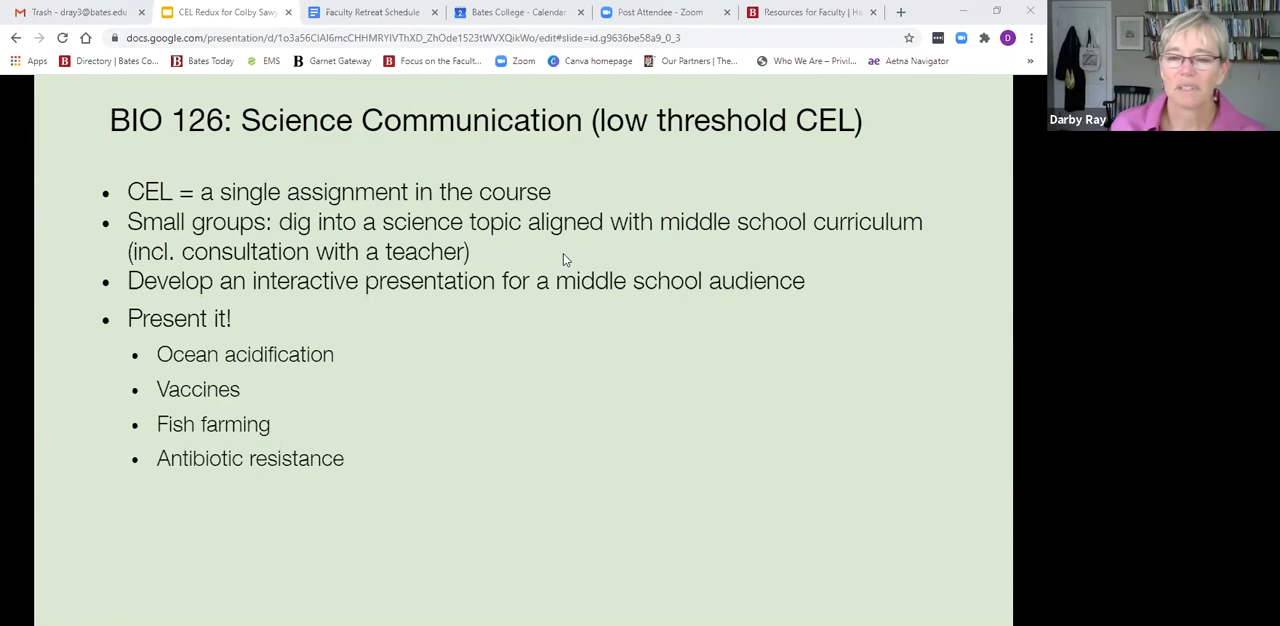 Trash - dray3@bates.edu
CEL Redux for Colby Sawy
Faculty Retreat Schedule
Bates College - Calendar
Post Attendee - Zoom
Resources for Faculty | Ha
docs.google.com/presentation/d/1o3a56ClAI6mcCHHMRYIVThXD_ZhOde1523tWVXQikWo/edit#slide=id.g9636be58a9_0_3
D
Apps
Directory | Bates Co...
Bates Today
EMS
Garnet Gateway
Focus on the Facult...
Zoom
Canva homepage
Our Partners | The...
Who We Are – Privil...
Aetna Navigator
»
Darby Ray
BIO 126: Science Communication (low threshold CEL)
• CEL = a single assignment in the course
• Small groups: dig into a science topic aligned with middle school curriculum
(incl. consultation with a teacher)
• Develop an interactive presentation for a middle school audience
• Present it!
• Ocean acidification
• Vaccines
• Fish farming
• Antibiotic resistance